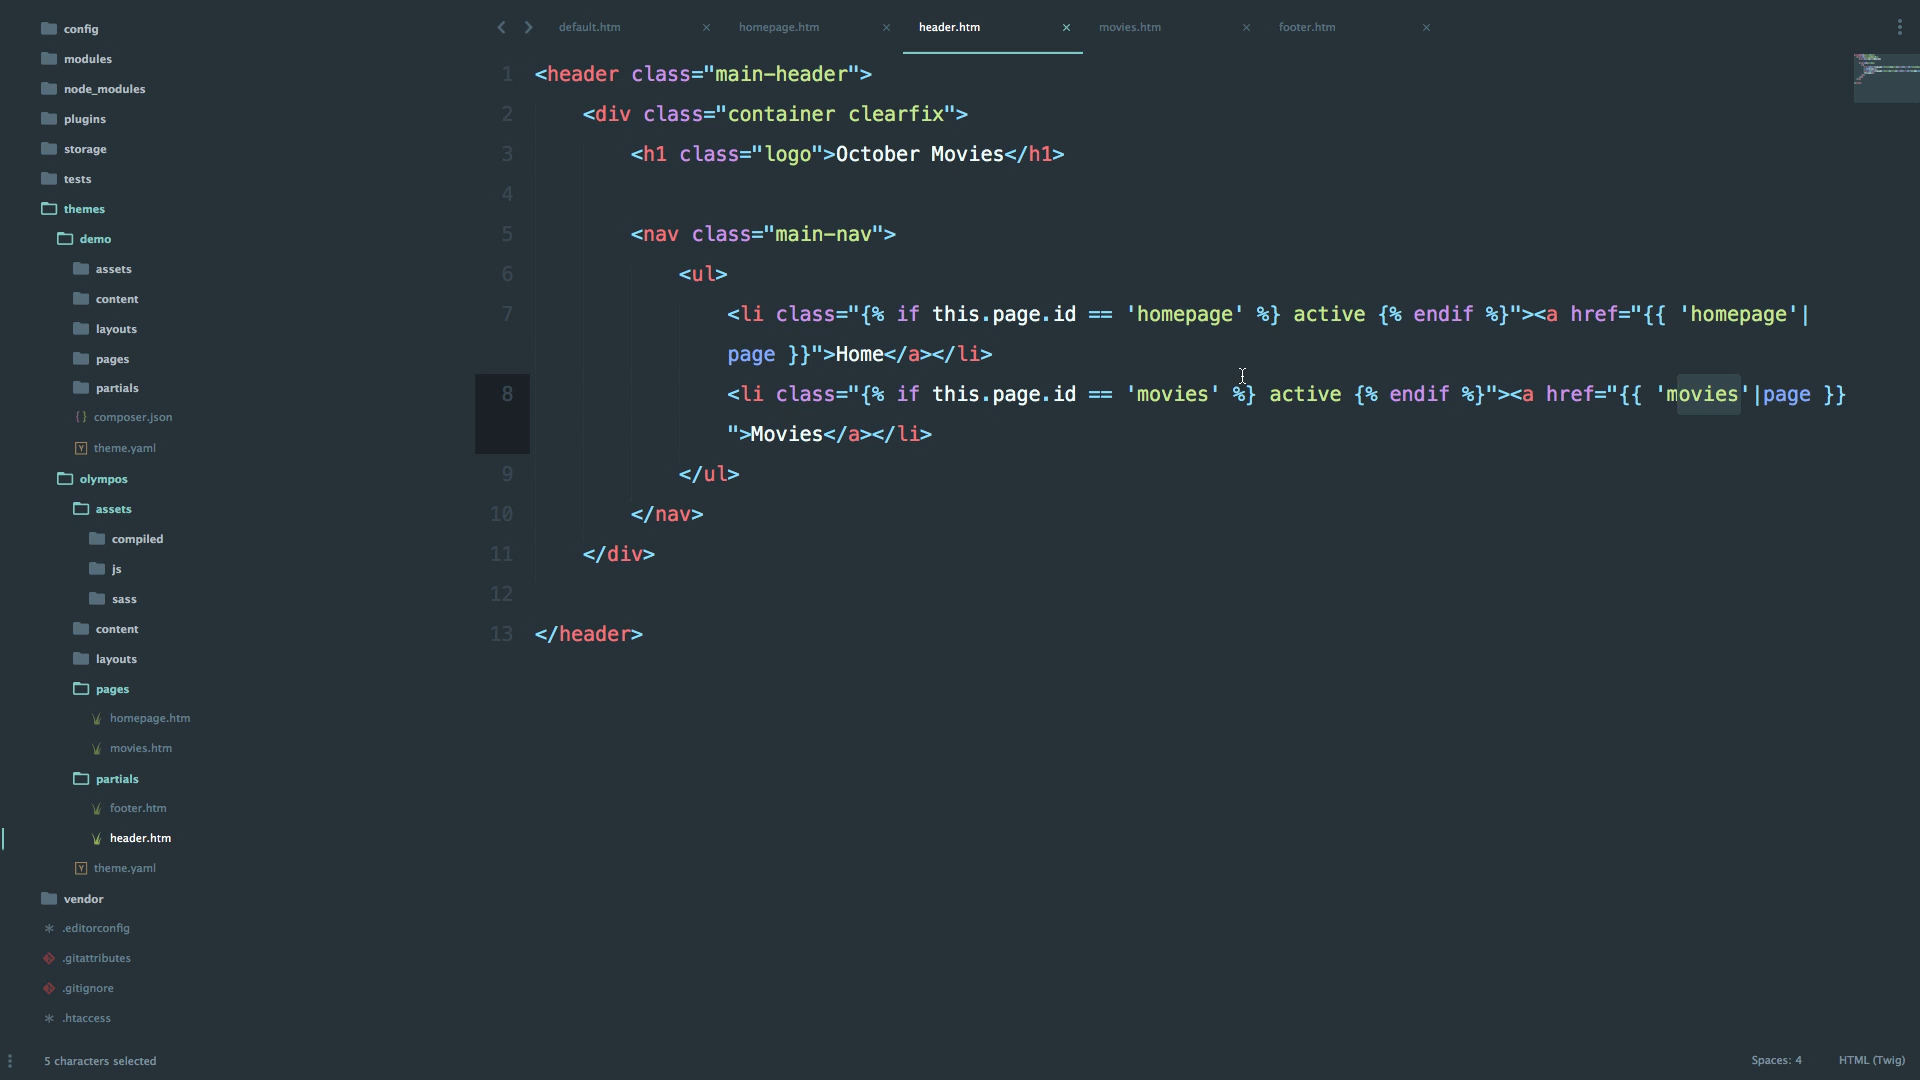 config
modules
node_modules
plugins
storage
tests
themes
demo
assets
content
layouts
pages
partials
{} composer.json
Y theme.yaml
olympos
assets
compiled
js
sass
content
layouts
pages
homepage.htm
movies.htm
partials
footer.htm
header.htm
Y theme.yaml
vendor
* .editorconfig
.gitattributes
.gitignore
* .htaccess
default.htm × homepage.htm × header.htm × movies.htm × footer.htm ×
1 <header class="main-header">
2 <div class="container clearfix">
3 <h1 class="logo">October Movies</h1>
4
5 <nav class="main-nav">
6 <ul>
7 <li class="{% if this.page.id == 'homepage' %} active {% endif %}"><a href="{{ 'homepage'|
page }}">Home</a></li>
8 <li class="{% if this.page.id == 'movies' %} active {% endif %}"><a href="{{ 'movies'|page }}
">Movies</a></li>
9 </ul>
10 </nav>
11 </div>
12
13 </header>
5 characters selected
Spaces: 4 HTML (Twig)